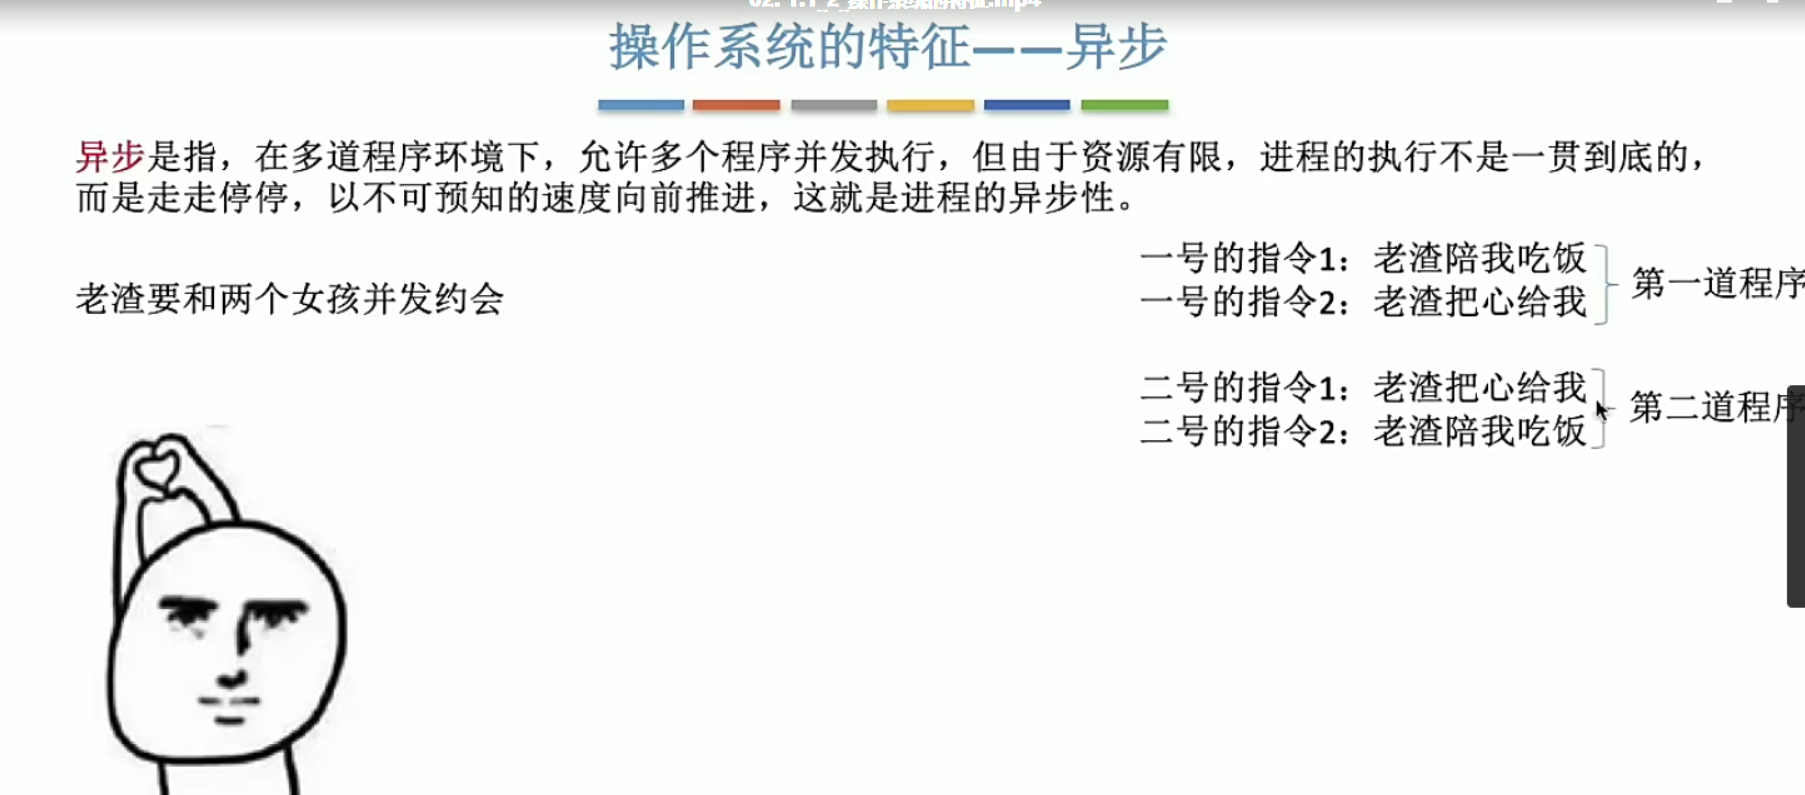 操作系统的特征——异步
异步是指，在多道程序环境下，允许多个程序并发执行，但由于资源有限，进程的执行不是一贯到底的，
而是走走停停，以不可预知的速度向前推进，这就是进程的异步性。
老渣要和两个女孩并发约会
一号的指令1：老渣陪我吃饭
一号的指令2：老渣把心给我
第一道程序
二号的指令1：老渣把心给我
二号的指令2：老渣陪我吃饭
第二道程序